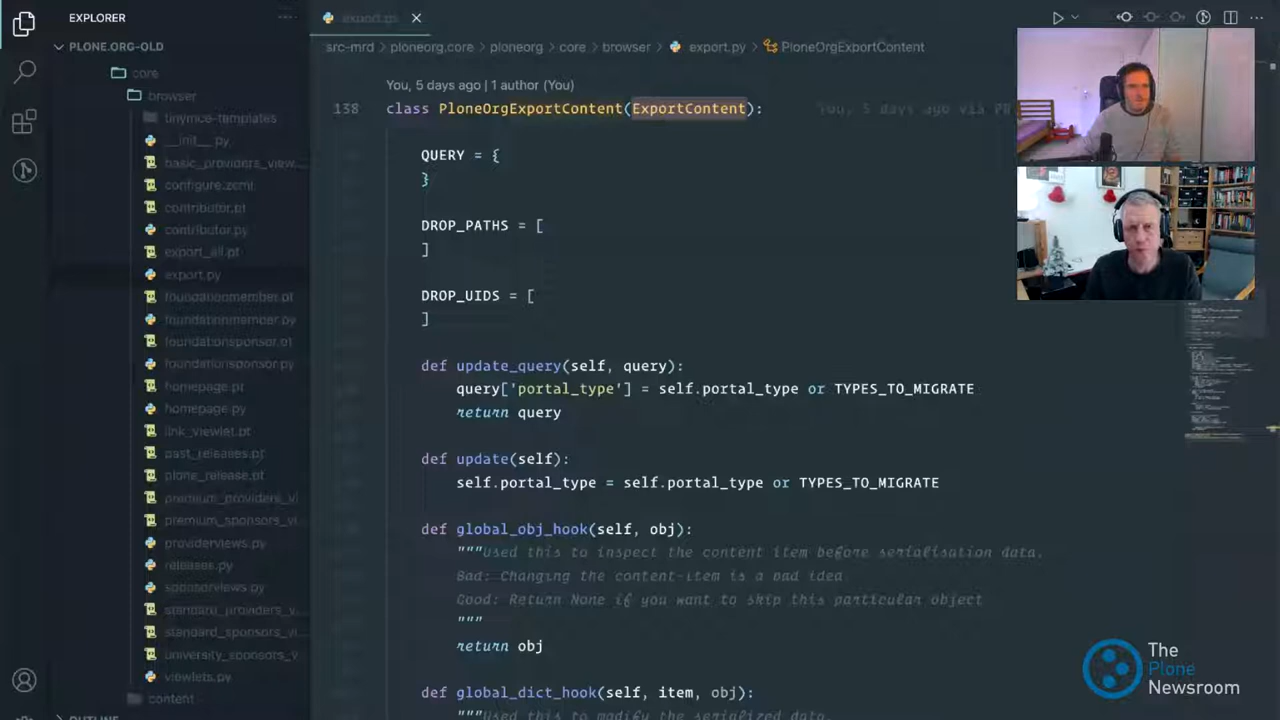 EXPLORER
PLONE.ORG-OLD
core
browser
tinymce-templates
__init__.py
basic_providers_view...
configure.zcml
contributor.pt
contributor.py
export_all.pt
export.py
foundationmember.pt
foundationmember.py
foundationsponsor.pt
foundationsponsor.py
homepage.pt
homepage.py
link_viewlet.pt
past_releases.pt
plone_release.pt
premium_providers_vi
premium_sponsors_vi
providerviews.py
releases.py
sponsorviews.py
standard_providers_v
standard_sponsors_vi
university_sponsors_v
viewlets.py
content
OUTLINE
export.py
src-mrd > ploneorg.core > ploneorg > core > browser > export.py > PloneOrgExportContent
You, 5 days ago | 1 author (You)
138 class PloneOrgExportContent(ExportContent): You, 5 days ago via PR
QUERY = {
}
DROP_PATHS = [
]
DROP_UIDS = [
]
def update_query(self, query):
query['portal_type'] = self.portal_type or TYPES_TO_MIGRATE
return query
def update(self):
self.portal_type = self.portal_type or TYPES_TO_MIGRATE
def global_obj_hook(self, obj):
"""Used this to inspect the content item before serialisation data.
Bad: Changing the content-item is a bad idea
Good: Return None if you want to skip this particular object
"""
return obj
def global_dict_hook(self, item, obj):
"""Used this to modify the serialized data.
The
Plone
Newsroom